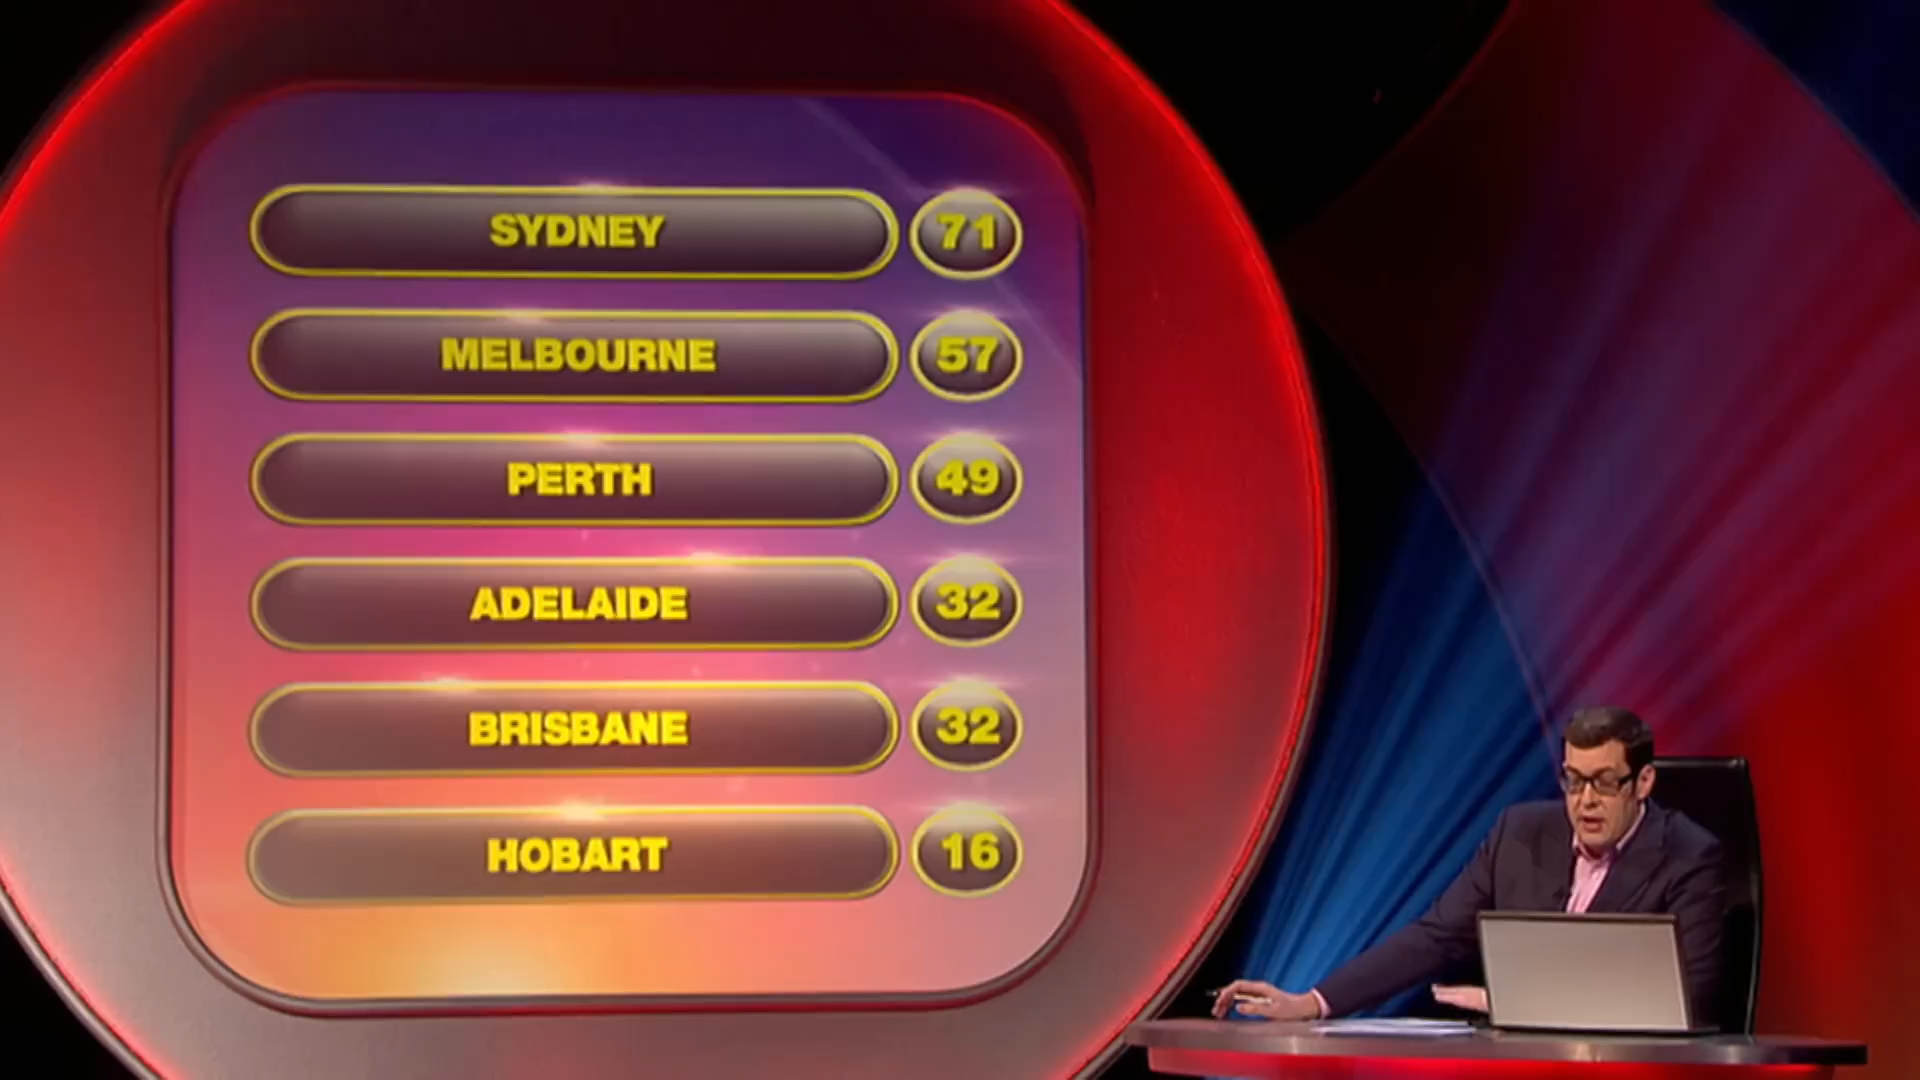 SYDNEY 71
MELBOURNE 57
PERTH 49
ADELAIDE 32
BRISBANE 32
HOBART 16